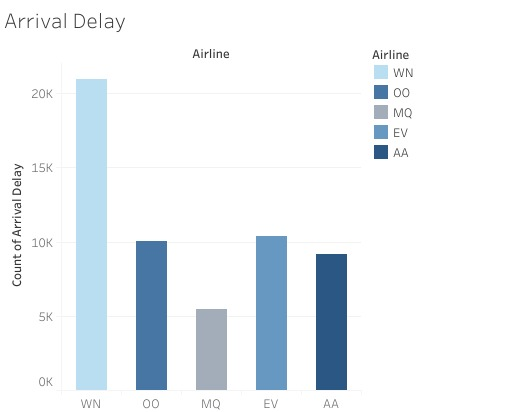 Arrival Delay
Airline
Airline
WN
OO
MQ
EV
AA
Count of Arrival Delay
20K
15K
10K
5K
0K
WN OO MQ EV AA